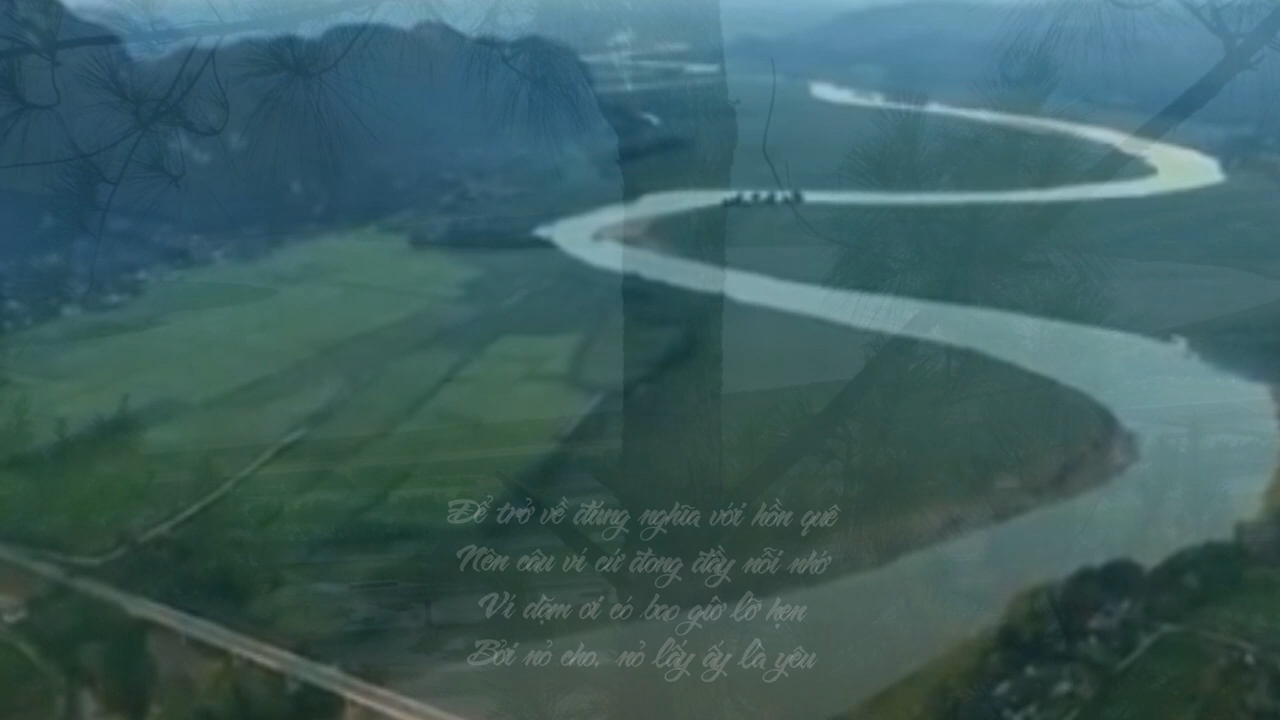 Để trở về đúng nghĩa với hồn quê
Nên câu ví cứ đong đầy nỗi nhớ
Ví dặm ơi có bao giờ lỡ hẹn
Bởi nỏ cho, nỏ lấy ấy là yêu